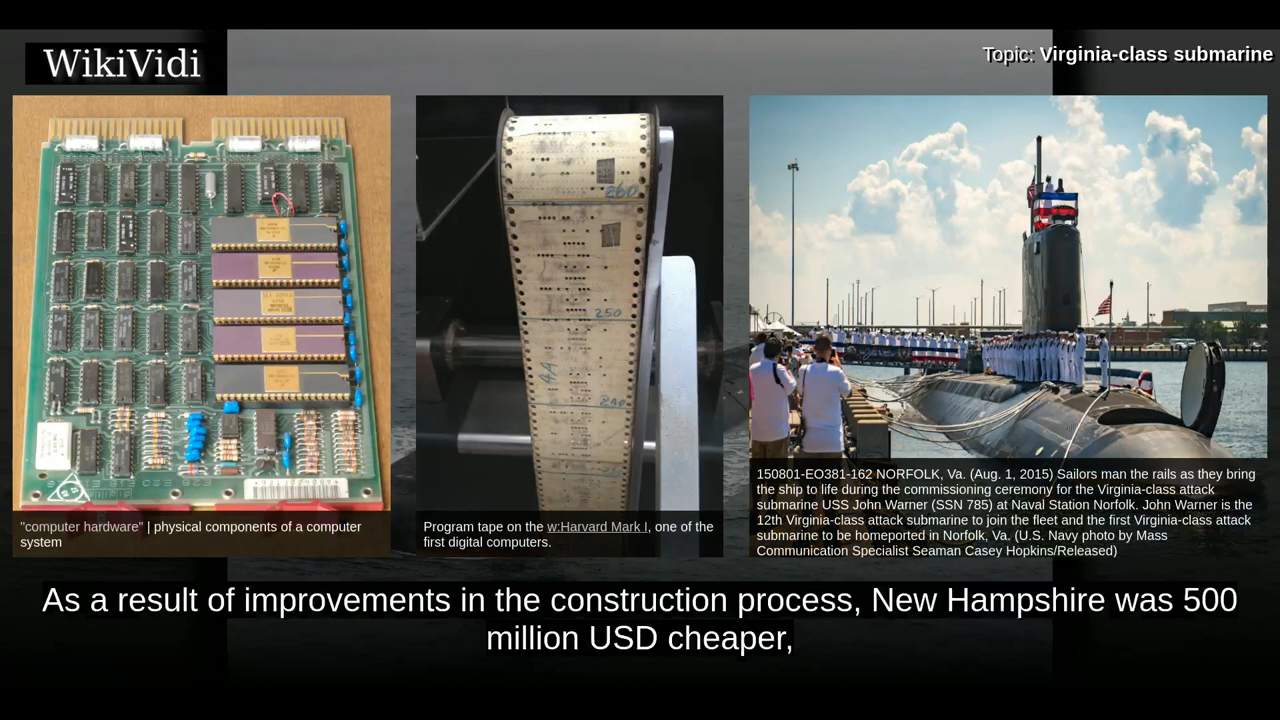 WikiVidi
Topic: Virginia-class submarine
260
250
"computer hardware" | physical components of a computer
system
Program tape on the w:Harvard Mark I, one of the
first digital computers.
150801-EO381-162 NORFOLK, Va. (Aug. 1, 2015) Sailors man the rails as they bring
the ship to life during the commissioning ceremony for the Virginia-class attack
submarine USS John Warner (SSN 785) at Naval Station Norfolk. John Warner is the
12th Virginia-class attack submarine to join the fleet and the first Virginia-class attack
submarine to be homeported in Norfolk, Va. (U.S. Navy photo by Mass
Communication Specialist Seaman Casey Hopkins/Released)
As a result of improvements in the construction process, New Hampshire was 500
million USD cheaper,